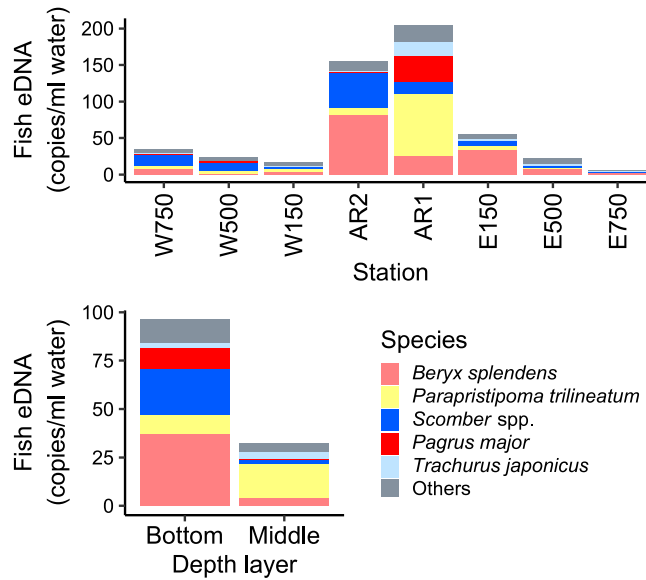 Fish eDNA
(copies/ml water)
200
150
100
50
0
W750
W500
W150
AR2
AR1
E150
E500
E750
Station
Fish eDNA
(copies/ml water)
100
75
50
25
0
Bottom
Middle
Depth layer
Species
Beryx splendens
Parapristipoma trilineatum
Scomber spp.
Pagrus major
Trachurus japonicus
Others